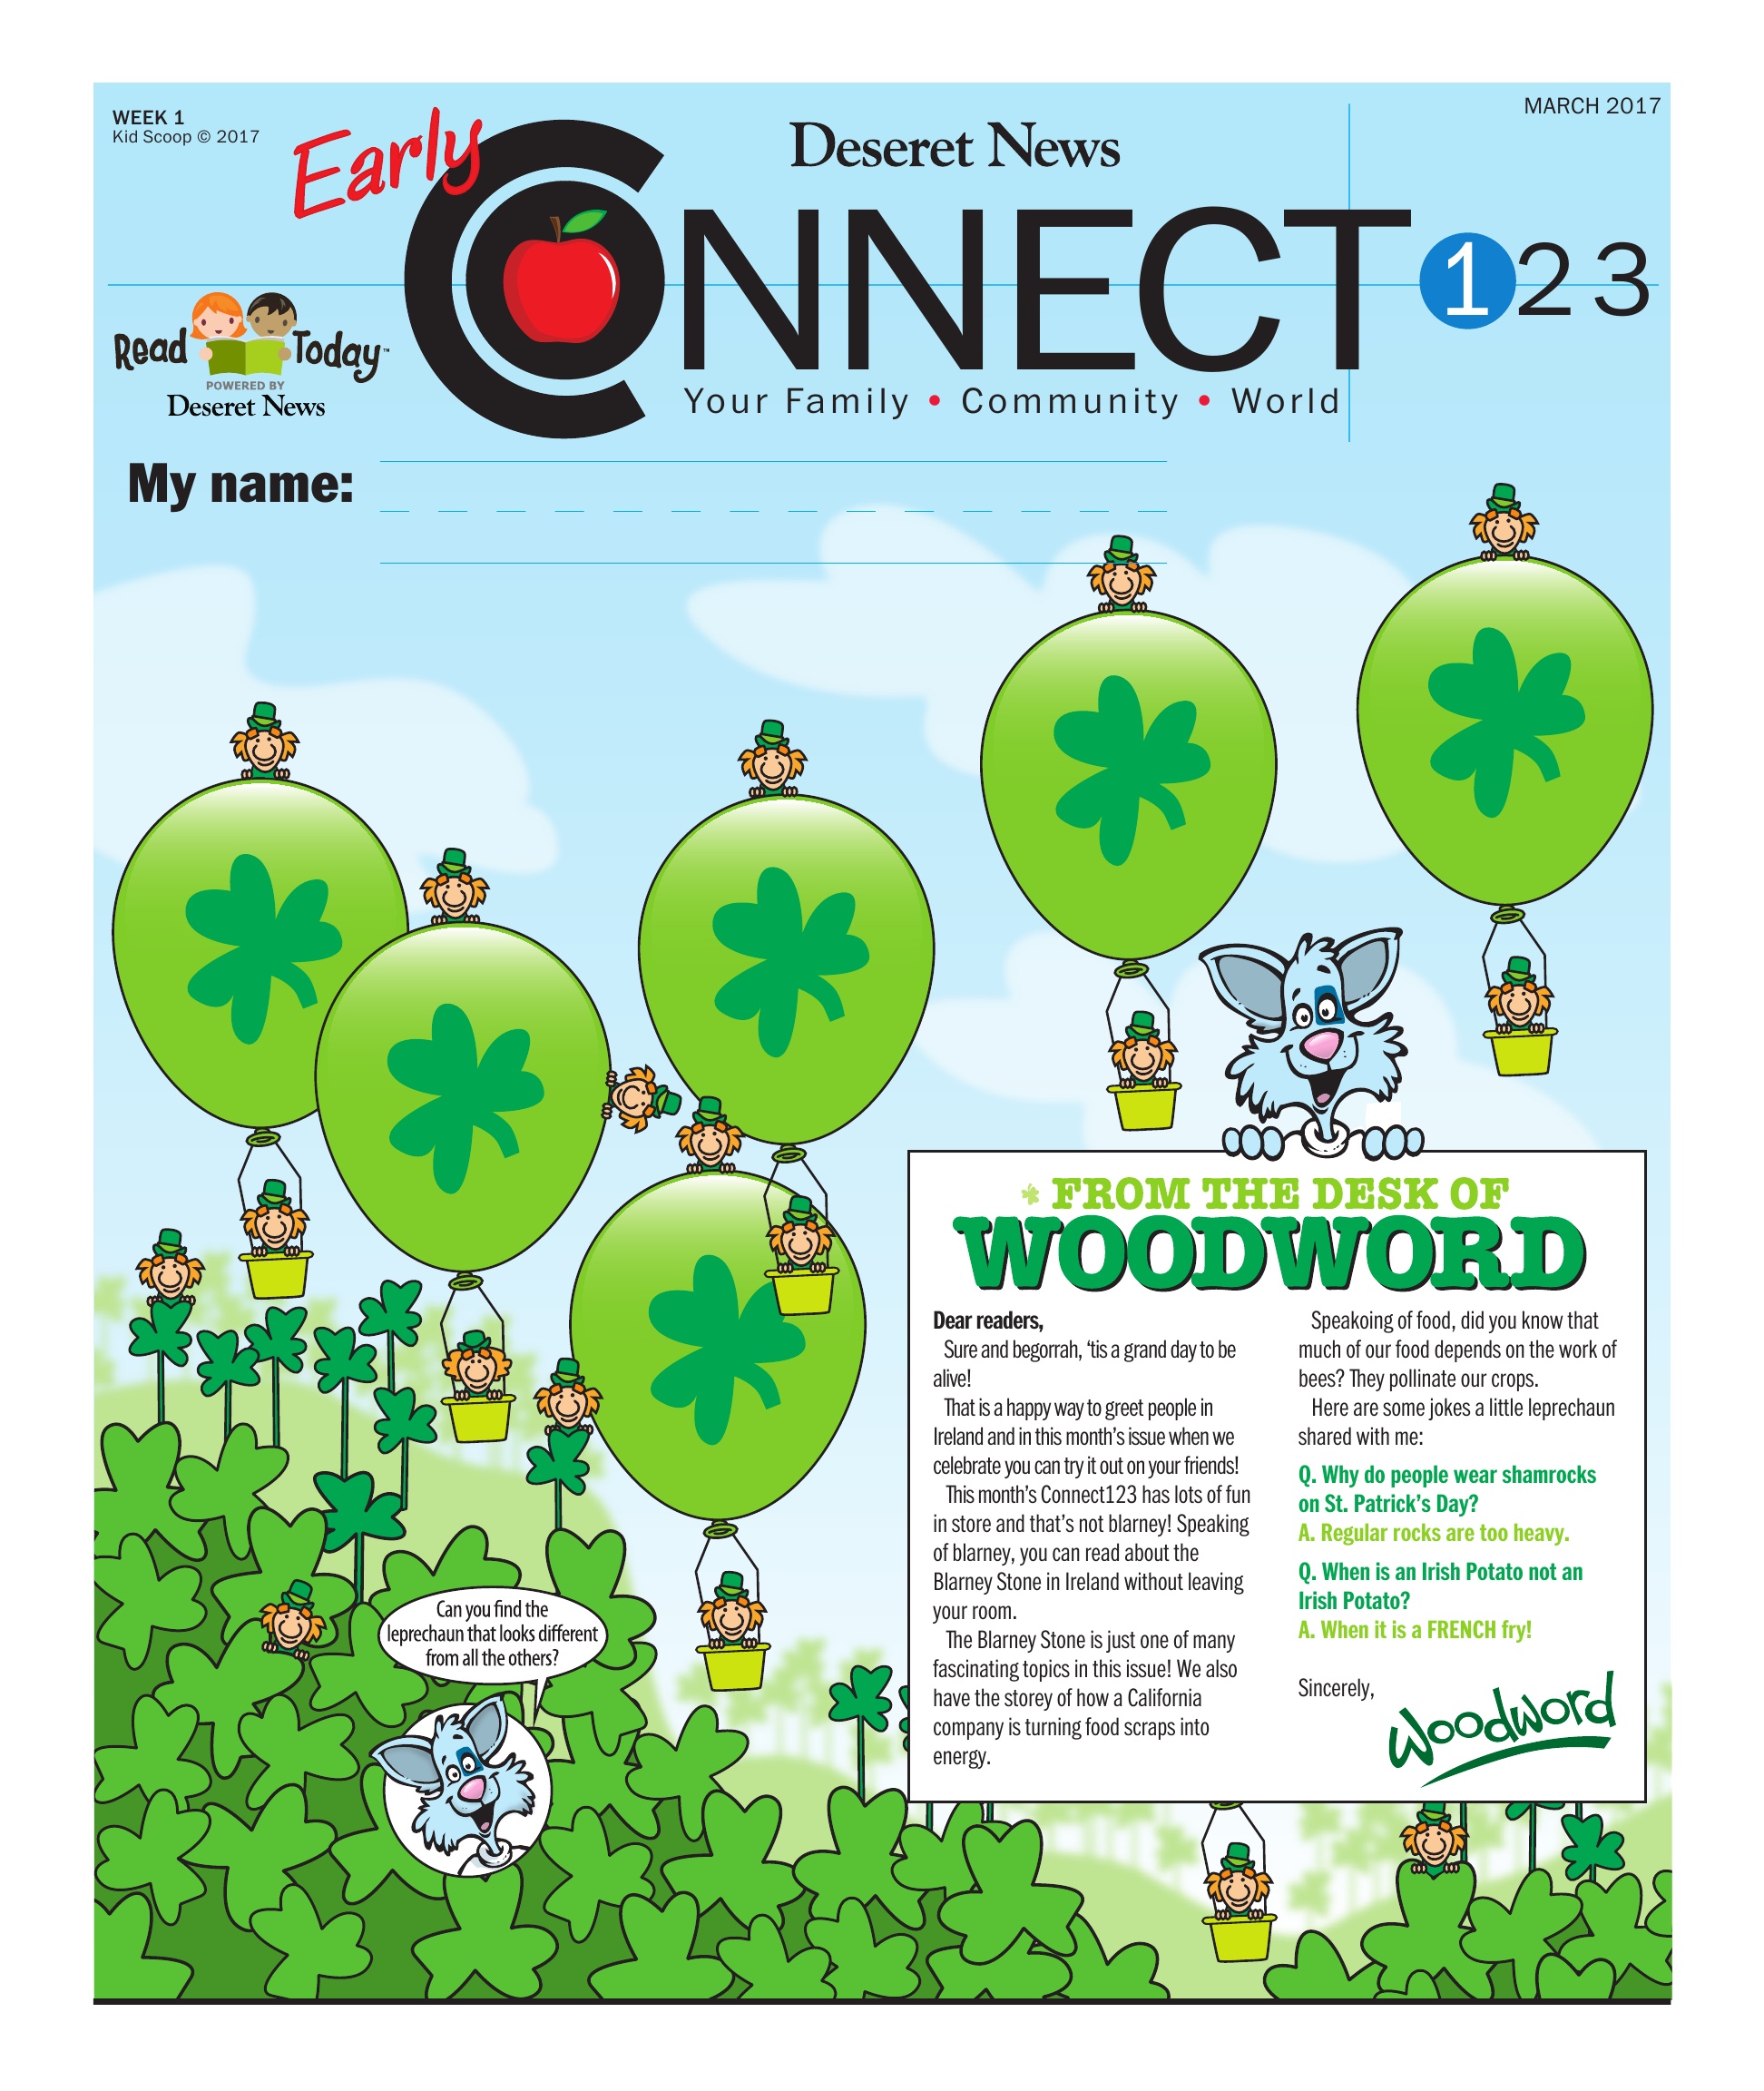 WEEK 1
Kid Scoop © 2017
MARCH 2017
Early
Deseret News
CONNECT 1 2 3
Your Family • Community • World
Read Today™
POWERED BY
Deseret News
My name:
FROM THE DESK OF
WOODWORD
Dear readers,
Sure and begorrah, ‘tis a grand day to be
alive!
That is a happy way to greet people in
Ireland and in this month’s issue when we
celebrate you can try it out on your friends!
This month’s Connect123 has lots of fun
in store and that’s not blarney! Speaking
of blarney, you can read about the
Blarney Stone in Ireland without leaving
your room.
The Blarney Stone is just one of many
fascinating topics in this issue! We also
have the storey of how a California
company is turning food scraps into
energy.
Speakoing of food, did you know that
much of our food depends on the work of
bees? They pollinate our crops.
Here are some jokes a little leprechaun
shared with me:
Q. Why do people wear shamrocks
on St. Patrick’s Day?
A. Regular rocks are too heavy.
Q. When is an Irish Potato not an
Irish Potato?
A. When it is a FRENCH fry!
Sincerely,
Woodword
Can you find the
leprechaun that looks different
from all the others?